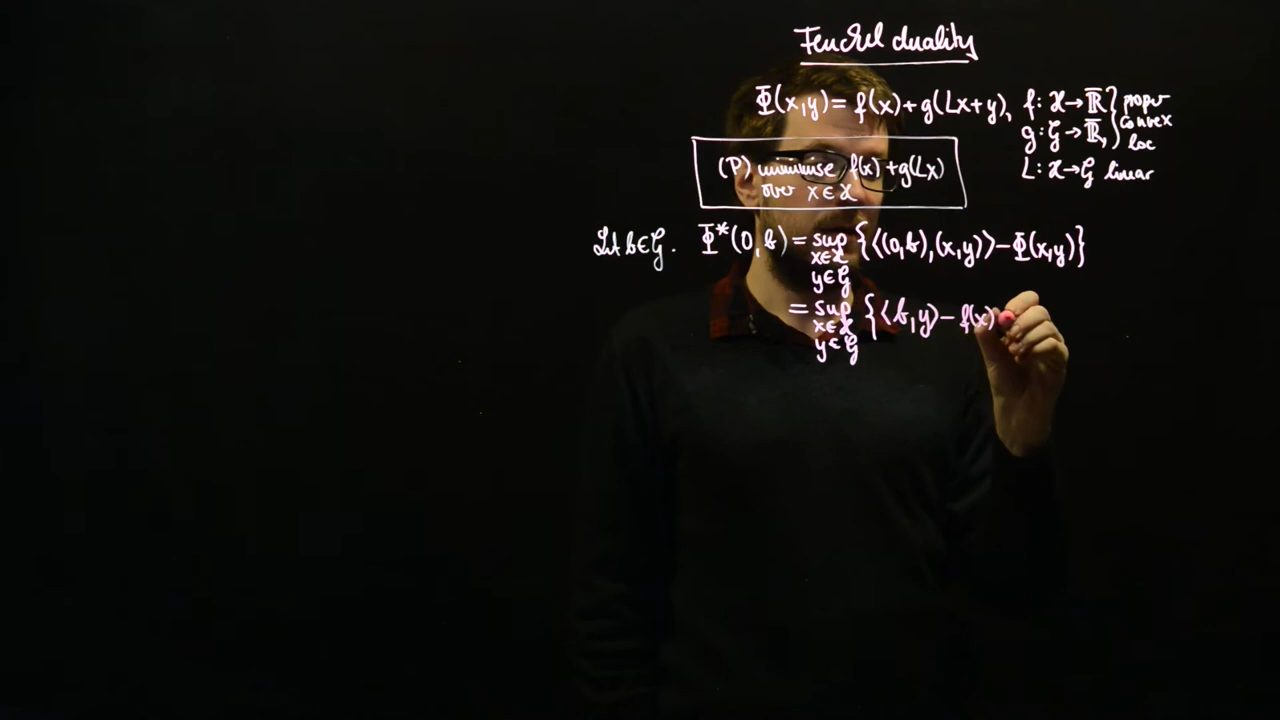 Fenchel duality
Φ(x,y) = f(x) + g(Lx+y), f: ℋ→ℝ̅ } proper
g: 𝒢→ℝ̅, } convex
lsc
L: ℋ→𝒢 linear
(P) minimise f(x) + g(Lx)
over x∈ℋ
Let b∈𝒢. Φ*(0,b) = sup {⟨(0,b),(x,y)⟩ − Φ(x,y)}
x∈ℋ
y∈𝒢
= sup {⟨b,y⟩ − f(x)
x∈ℋ
y∈𝒢